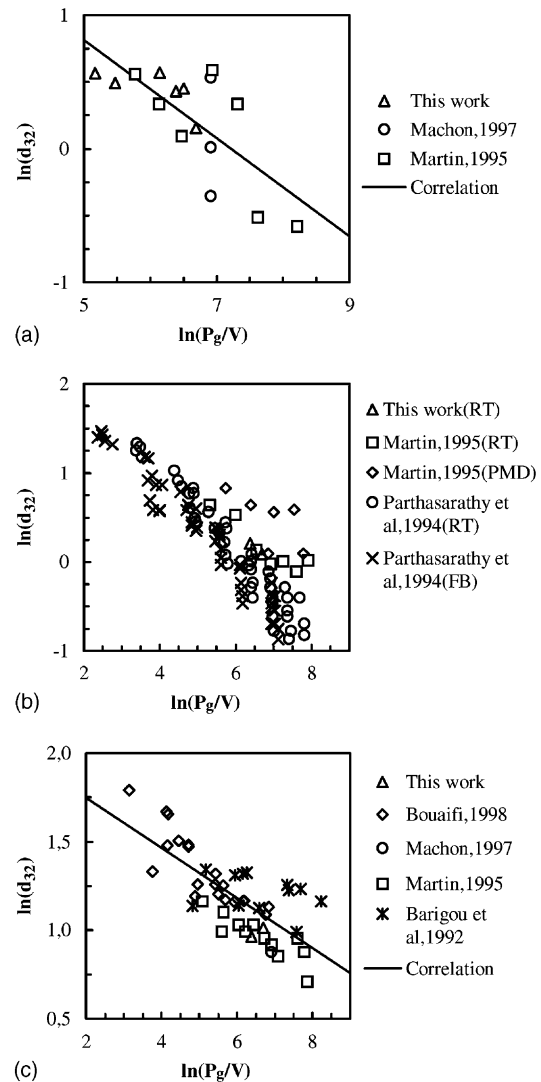 1
0
-1
ln(d32)
5
7
9
ln(Pg/V)
(a)
This work
Machon,1997
Martin,1995
Correlation
2
1
0
-1
ln(d32)
2
4
6
8
ln(Pg/V)
(b)
This work(RT)
Martin,1995(RT)
Martin,1995(PMD)
Parthasarathy et
al,1994(RT)
Parthasarathy et
al,1994(FB)
2,0
1,5
1,0
0,5
ln(d32)
2
4
6
8
ln(Pg/V)
(c)
This work
Bouaifi,1998
Machon,1997
Martin,1995
Barigou et
al,1992
Correlation